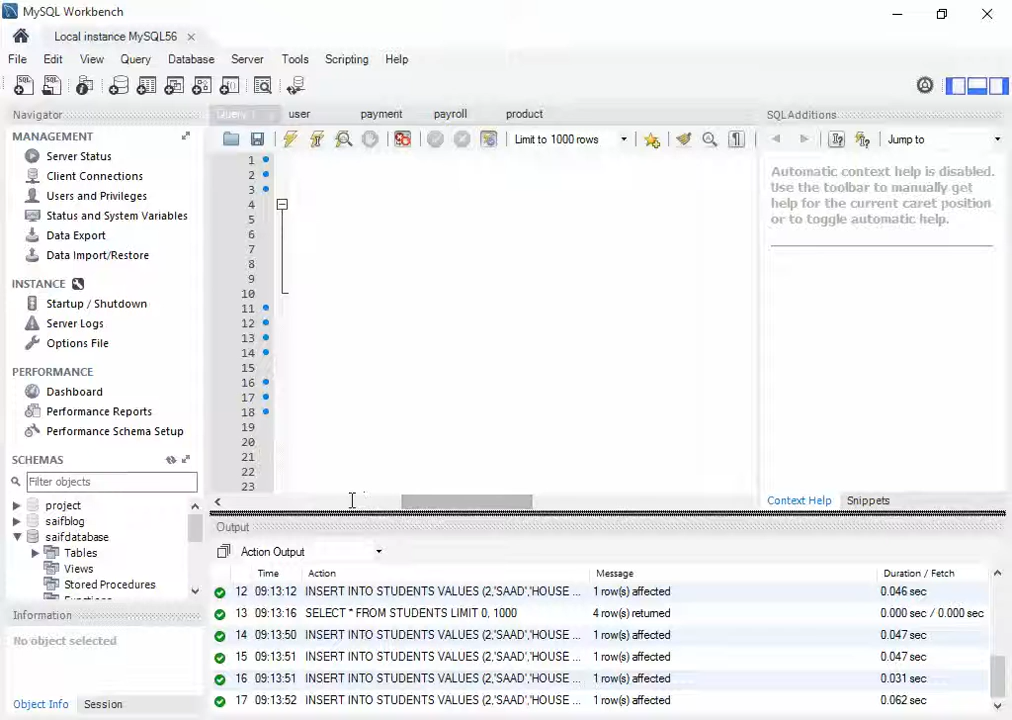 MySQL Workbench
Local instance MySQL56
File Edit View Query Database Server Tools Scripting Help
Navigator
MANAGEMENT
Server Status
Client Connections
Users and Privileges
Status and System Variables
Data Export
Data Import/Restore
INSTANCE
Startup / Shutdown
Server Logs
Options File
PERFORMANCE
Dashboard
Performance Reports
Performance Schema Setup
SCHEMAS
Filter objects
project
saifblog
saifdatabase
Tables
Views
Stored Procedures
Information
No object selected
Object Info Session
user payment payroll product
Limit to 1000 rows
1
2
3
4
5
6
7
8
9
10
11
12
13
14
15
16
17
18
19
20
21
22
23
SQLAdditions
Jump to
Automatic context help is disabled.
Use the toolbar to manually get
help for the current caret position
or to toggle automatic help.
Context Help Snippets
Output
Action Output
Time Action Message Duration / Fetch
12 09:13:12 INSERT INTO STUDENTS VALUES (2,'SAAD','HOUSE ... 1 row(s) affected 0.046 sec
13 09:13:16 SELECT * FROM STUDENTS LIMIT 0, 1000 4 row(s) returned 0.000 sec / 0.000 sec
14 09:13:50 INSERT INTO STUDENTS VALUES (2,'SAAD','HOUSE ... 1 row(s) affected 0.047 sec
15 09:13:51 INSERT INTO STUDENTS VALUES (2,'SAAD','HOUSE ... 1 row(s) affected 0.047 sec
16 09:13:51 INSERT INTO STUDENTS VALUES (2,'SAAD','HOUSE ... 1 row(s) affected 0.031 sec
17 09:13:52 INSERT INTO STUDENTS VALUES (2,'SAAD','HOUSE ... 1 row(s) affected 0.062 sec